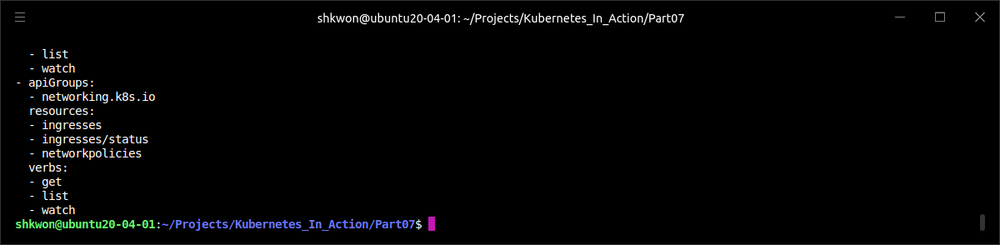 shkwon@ubuntu20-04-01: ~/Projects/Kubernetes_In_Action/Part07
  - list
  - watch
- apiGroups:
  - networking.k8s.io
  resources:
  - ingresses
  - ingresses/status
  - networkpolicies
  verbs:
  - get
  - list
  - watch
shkwon@ubuntu20-04-01:~/Projects/Kubernetes_In_Action/Part07$